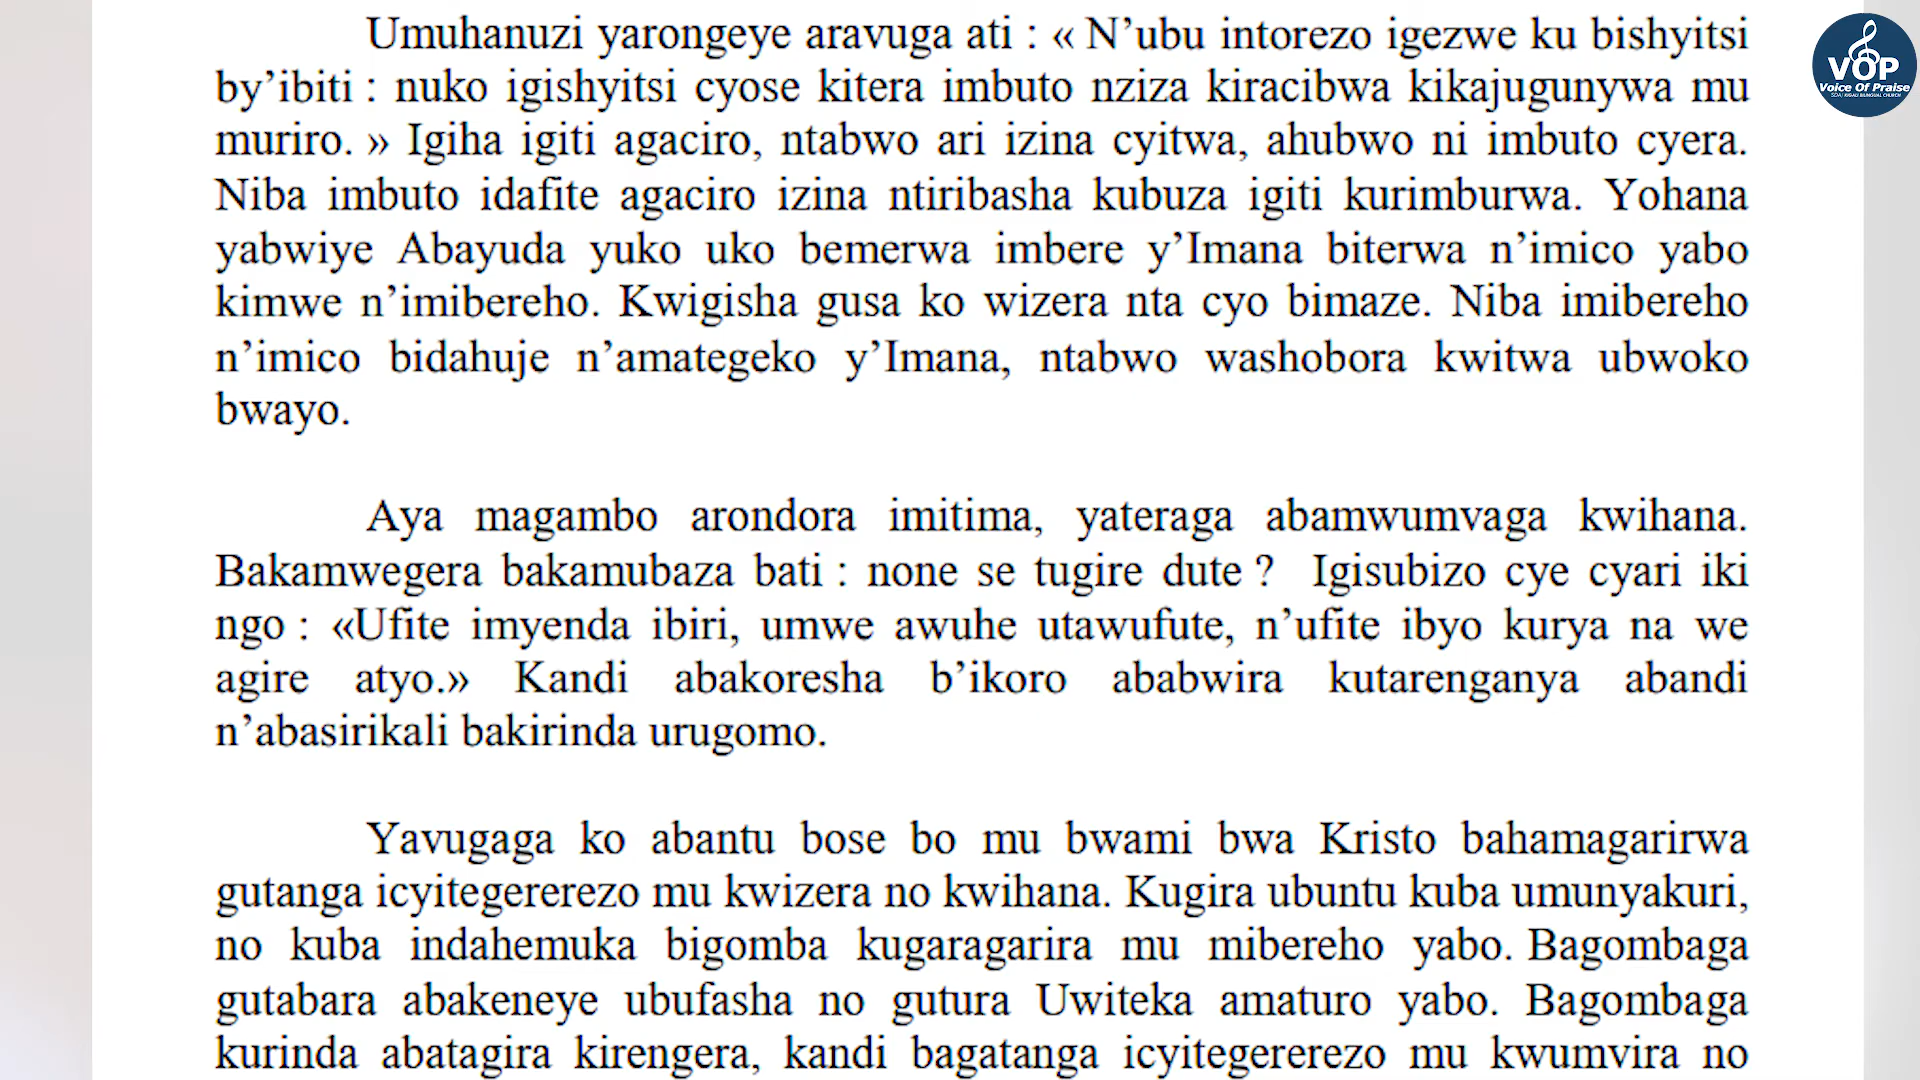 Umuhanuzi yarongeye aravuga ati : « N’ubu intorezo igezwe ku bishyitsi
by’ibiti : nuko igishyitsi cyose kitera imbuto nziza kiracibwa kikajugunywa mu
muriro. » Igiha igiti agaciro, ntabwo ari izina cyitwa, ahubwo ni imbuto cyera.
Niba imbuto idafite agaciro izina ntiribasha kubuza igiti kurimburwa. Yohana
yabwiye Abayuda yuko uko bemerwa imbere y’Imana biterwa n’imico yabo
kimwe n’imibereho. Kwigisha gusa ko wizera nta cyo bimaze. Niba imibereho
n’imico bidahuje n’amategeko y’Imana, ntabwo washobora kwitwa ubwoko
bwayo.
Aya magambo arondora imitima, yateraga abamwumvaga kwihana.
Bakamwegera bakamubaza bati : none se tugire dute ? Igisubizo cye cyari iki
ngo : «Ufite imyenda ibiri, umwe awuhe utawufute, n’ufite ibyo kurya na we
agire atyo.» Kandi abakoresha b’ikoro ababwira kutarenganya abandi
n’abasirikali bakirinda urugomo.
Yavugaga ko abantu bose bo mu bwami bwa Kristo bahamagarirwa
gutanga icyitegererezo mu kwizera no kwihana. Kugira ubuntu kuba umunyakuri,
no kuba indahemuka bigomba kugaragarira mu mibereho yabo. Bagombaga
gutabara abakeneye ubufasha no gutura Uwiteka amaturo yabo. Bagombaga
kurinda abatagira kirengera, kandi bagatanga icyitegererezo mu kwumvira no
VOP
Voice Of Praise
SDA/ KIGALI BILINGUAL CHURCH